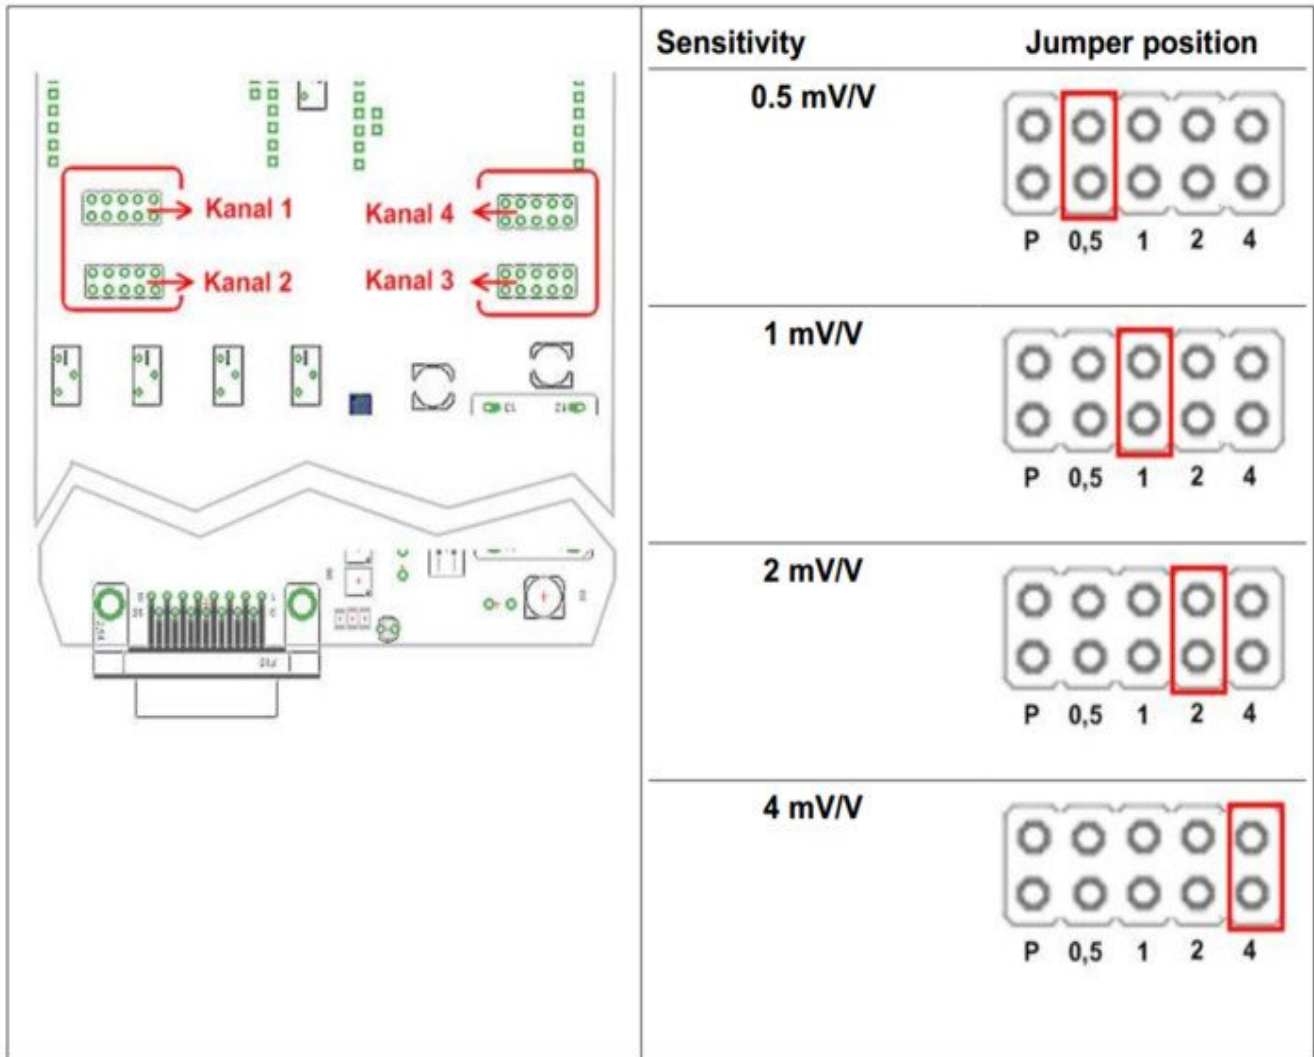 Sensitivity Jumper position
0.5 mV/V
P 0,5 1 2 4
1 mV/V
P 0,5 1 2 4
2 mV/V
P 0,5 1 2 4
4 mV/V
P 0,5 1 2 4
Kanal 1
Kanal 2
Kanal 4
Kanal 3